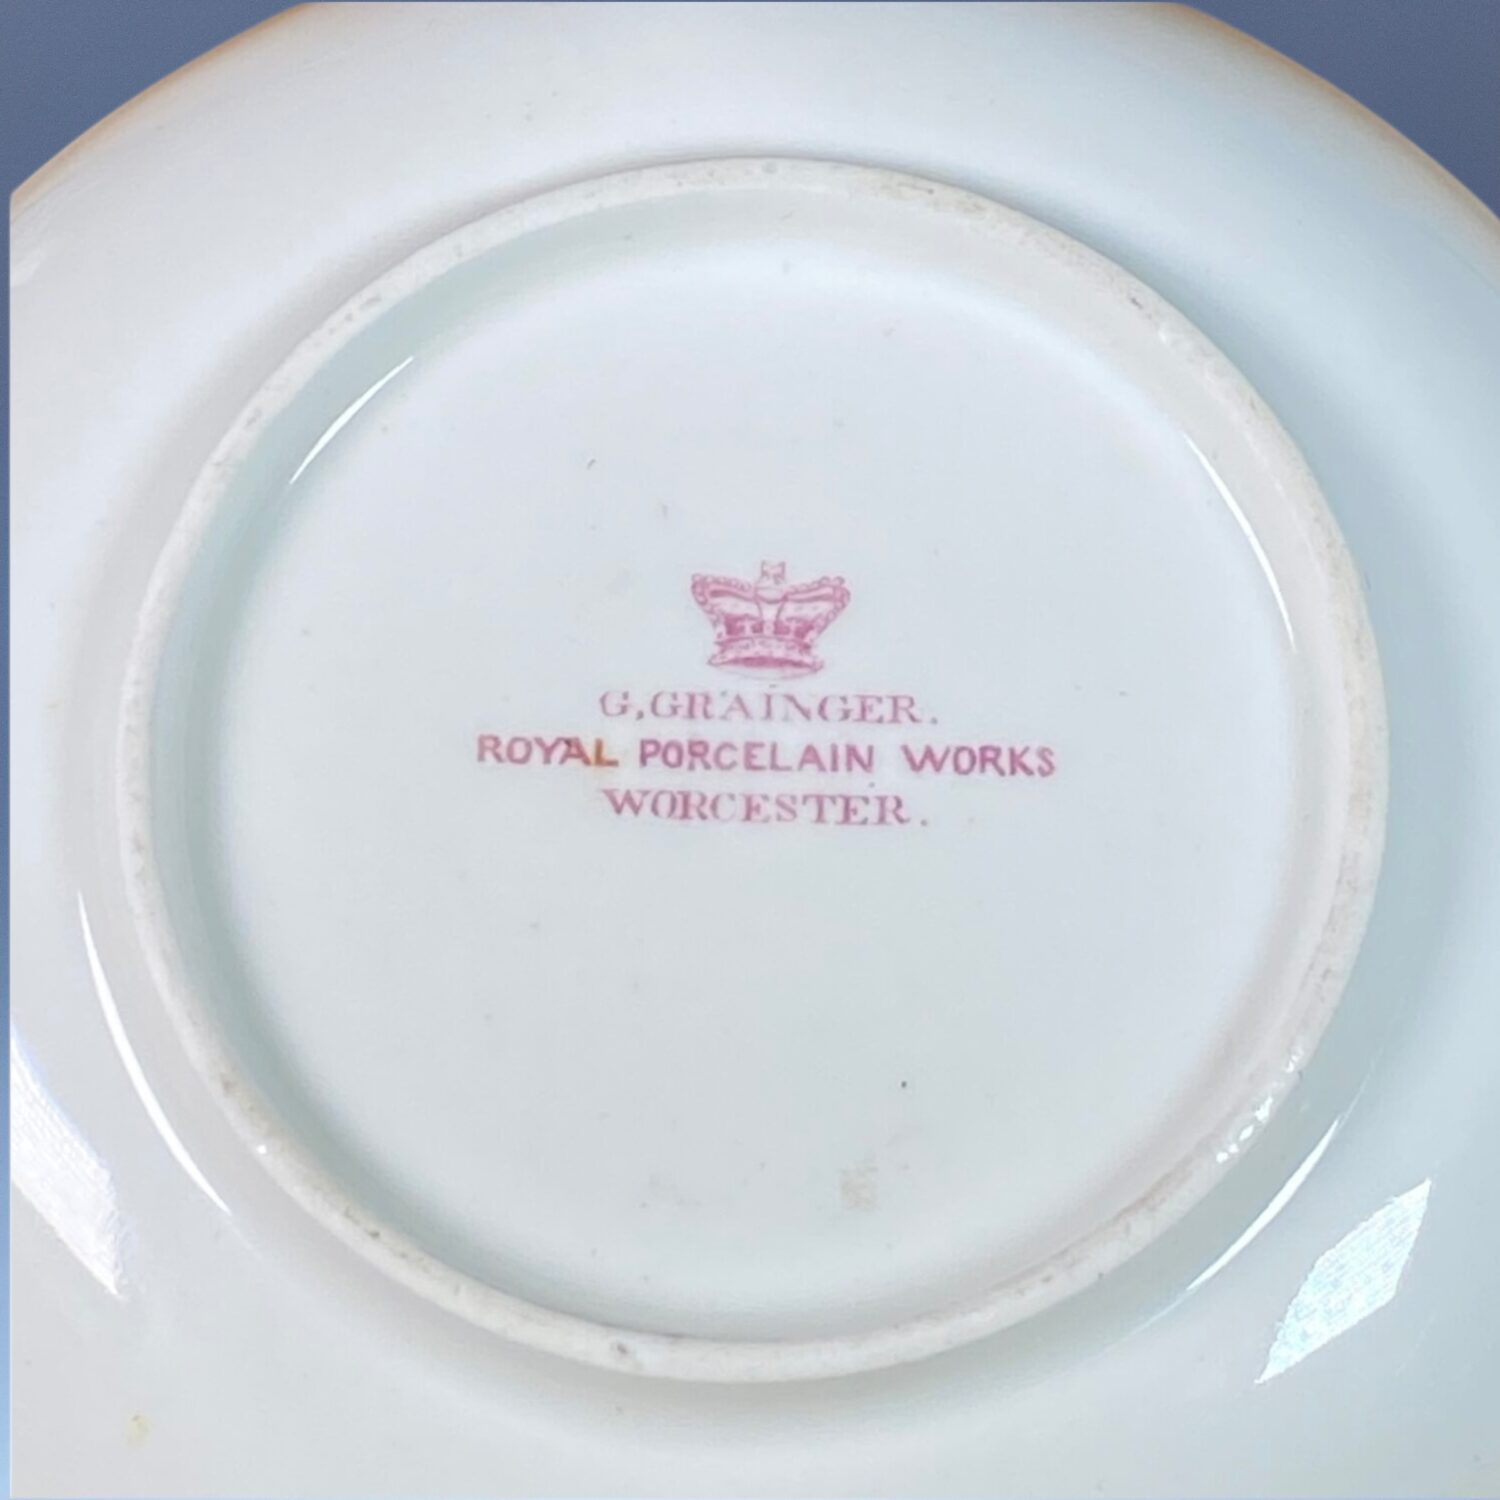 G,GRAINGER.
ROYAL PORCELAIN WORKS
WORCESTER.